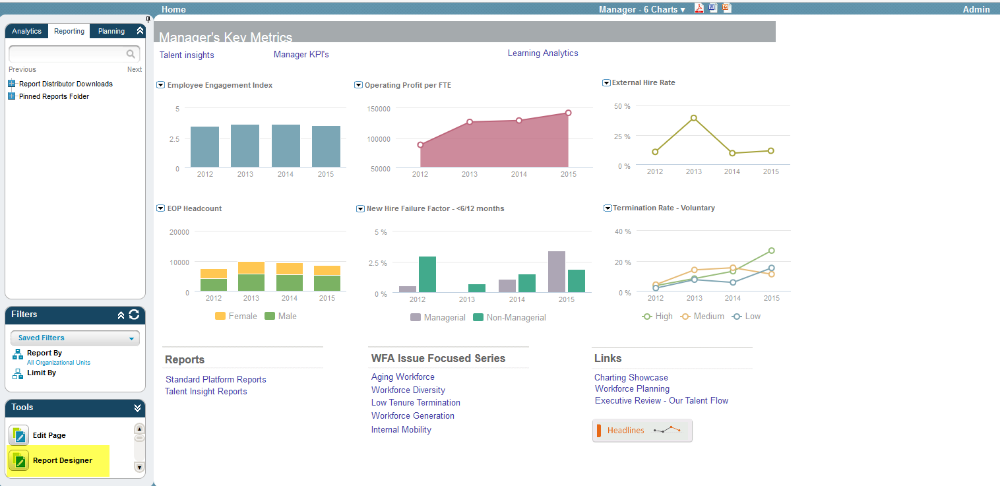 Home
Manager - 6 Charts ▾
Admin
Analytics
Reporting
Planning
Previous
Next
Report Distributor Downloads
Pinned Reports Folder
Filters
Saved Filters
Report By
All Organizational Units
Limit By
Tools
Edit Page
Report Designer
Manager's Key Metrics
Talent insights
Manager KPI's
Learning Analytics
Employee Engagement Index
5
2.5
0
2012 2013 2014 2015
Operating Profit per FTE
150000
100000
50000
2012 2013 2014 2015
External Hire Rate
50 %
25 %
0 %
2012 2013 2014 2015
EOP Headcount
20000
10000
0
2012 2013 2014 2015
Female Male
New Hire Failure Factor - <6/12 months
5 %
2.5 %
0 %
2012 2013 2014 2015
Managerial Non-Managerial
Termination Rate - Voluntary
40 %
20 %
0 %
2012 2013 2014 2015
High Medium Low
Reports
Standard Platform Reports
Talent Insight Reports
WFA Issue Focused Series
Aging Workforce
Workforce Diversity
Low Tenure Termination
Workforce Generation
Internal Mobility
Links
Charting Showcase
Workforce Planning
Executive Review - Our Talent Flow
Headlines